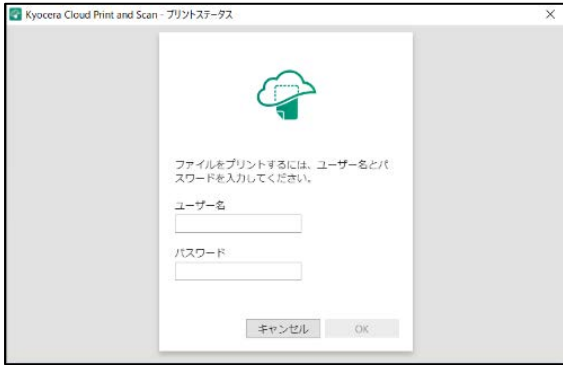 Kyocera Cloud Print and Scan - プリントステータス
ファイルをプリントするには、ユーザー名とパ
スワードを入力してください。
ユーザー名
パスワード
キャンセル OK